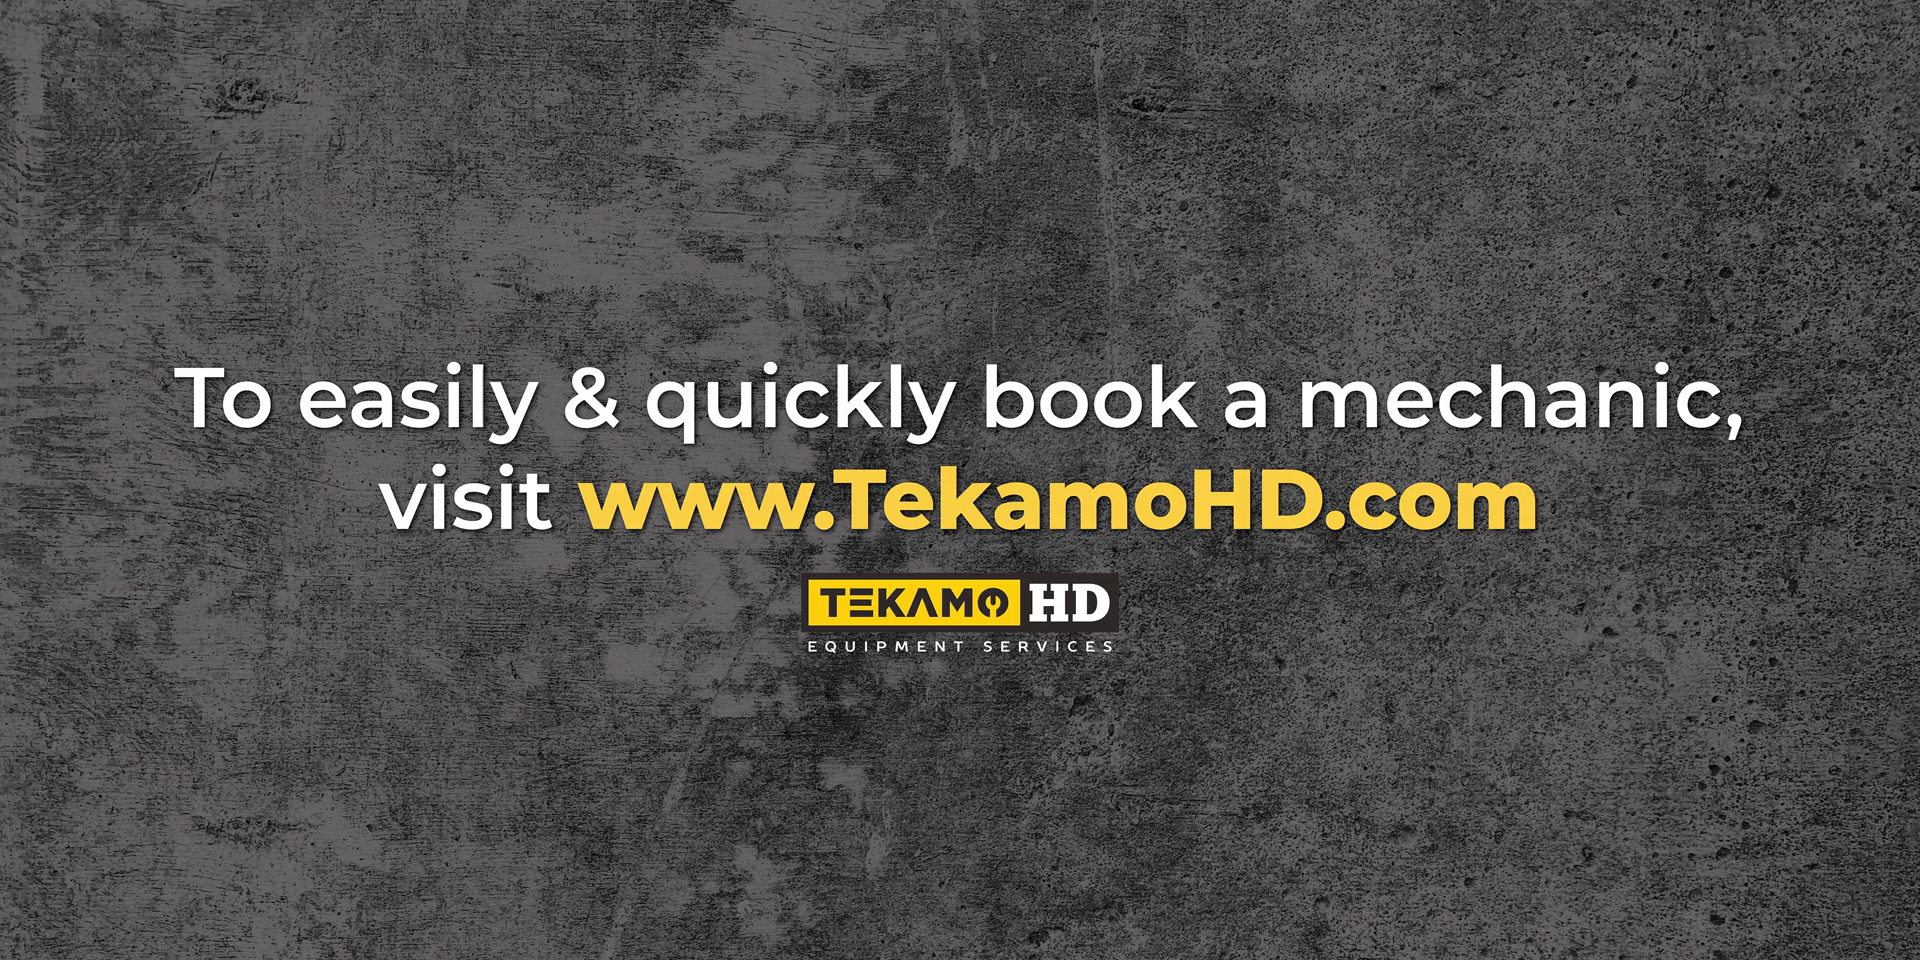 To easily & quickly book a mechanic,
visit www.TekamoHD.com
TEKAMO HD
EQUIPMENT SERVICES